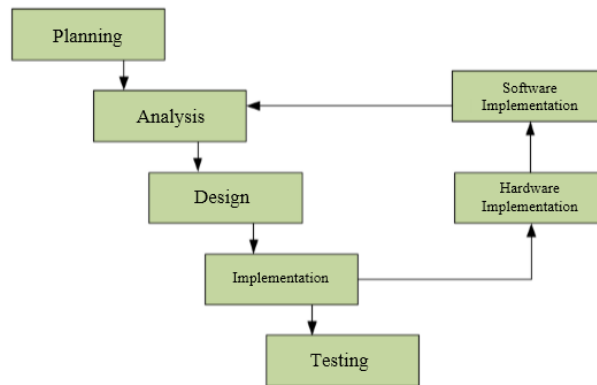 Planning
Analysis
Software
Implementation
Design
Hardware
Implementation
Implementation
Testing